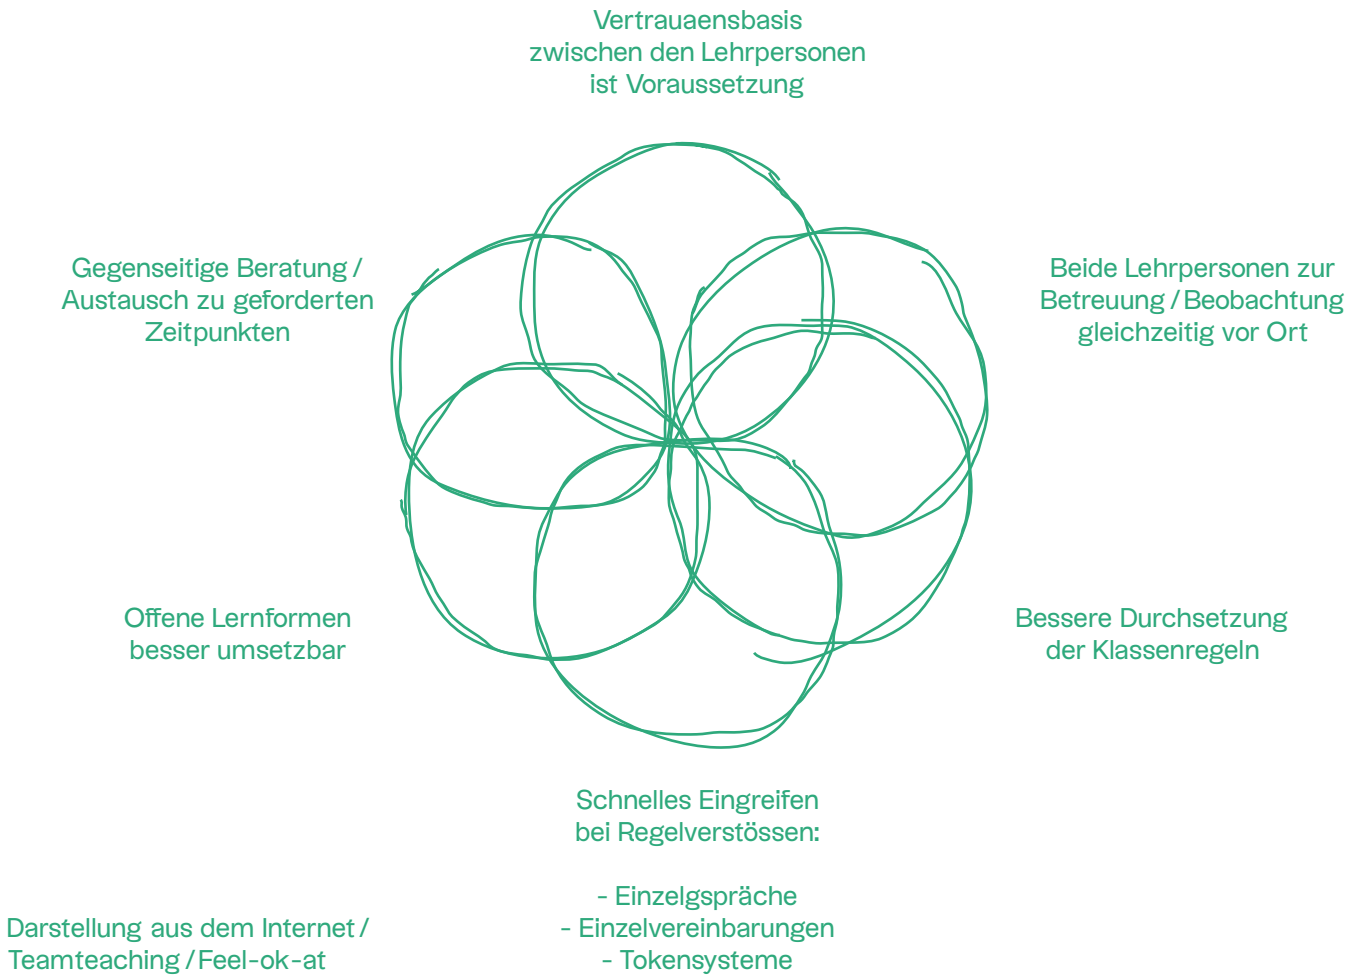 Vertrauaensbasis
zwischen den Lehrpersonen
ist Voraussetzung
Gegenseitige Beratung /
Austausch zu geforderten
Zeitpunkten
Beide Lehrpersonen zur
Betreuung / Beobachtung
gleichzeitig vor Ort
Offene Lernformen
besser umsetzbar
Bessere Durchsetzung
der Klassenregeln
Schnelles Eingreifen
bei Regelverstössen:
- Einzelgspräche
- Einzelvereinbarungen
- Tokensysteme
Darstellung aus dem Internet /
Teamteaching / Feel-ok-at